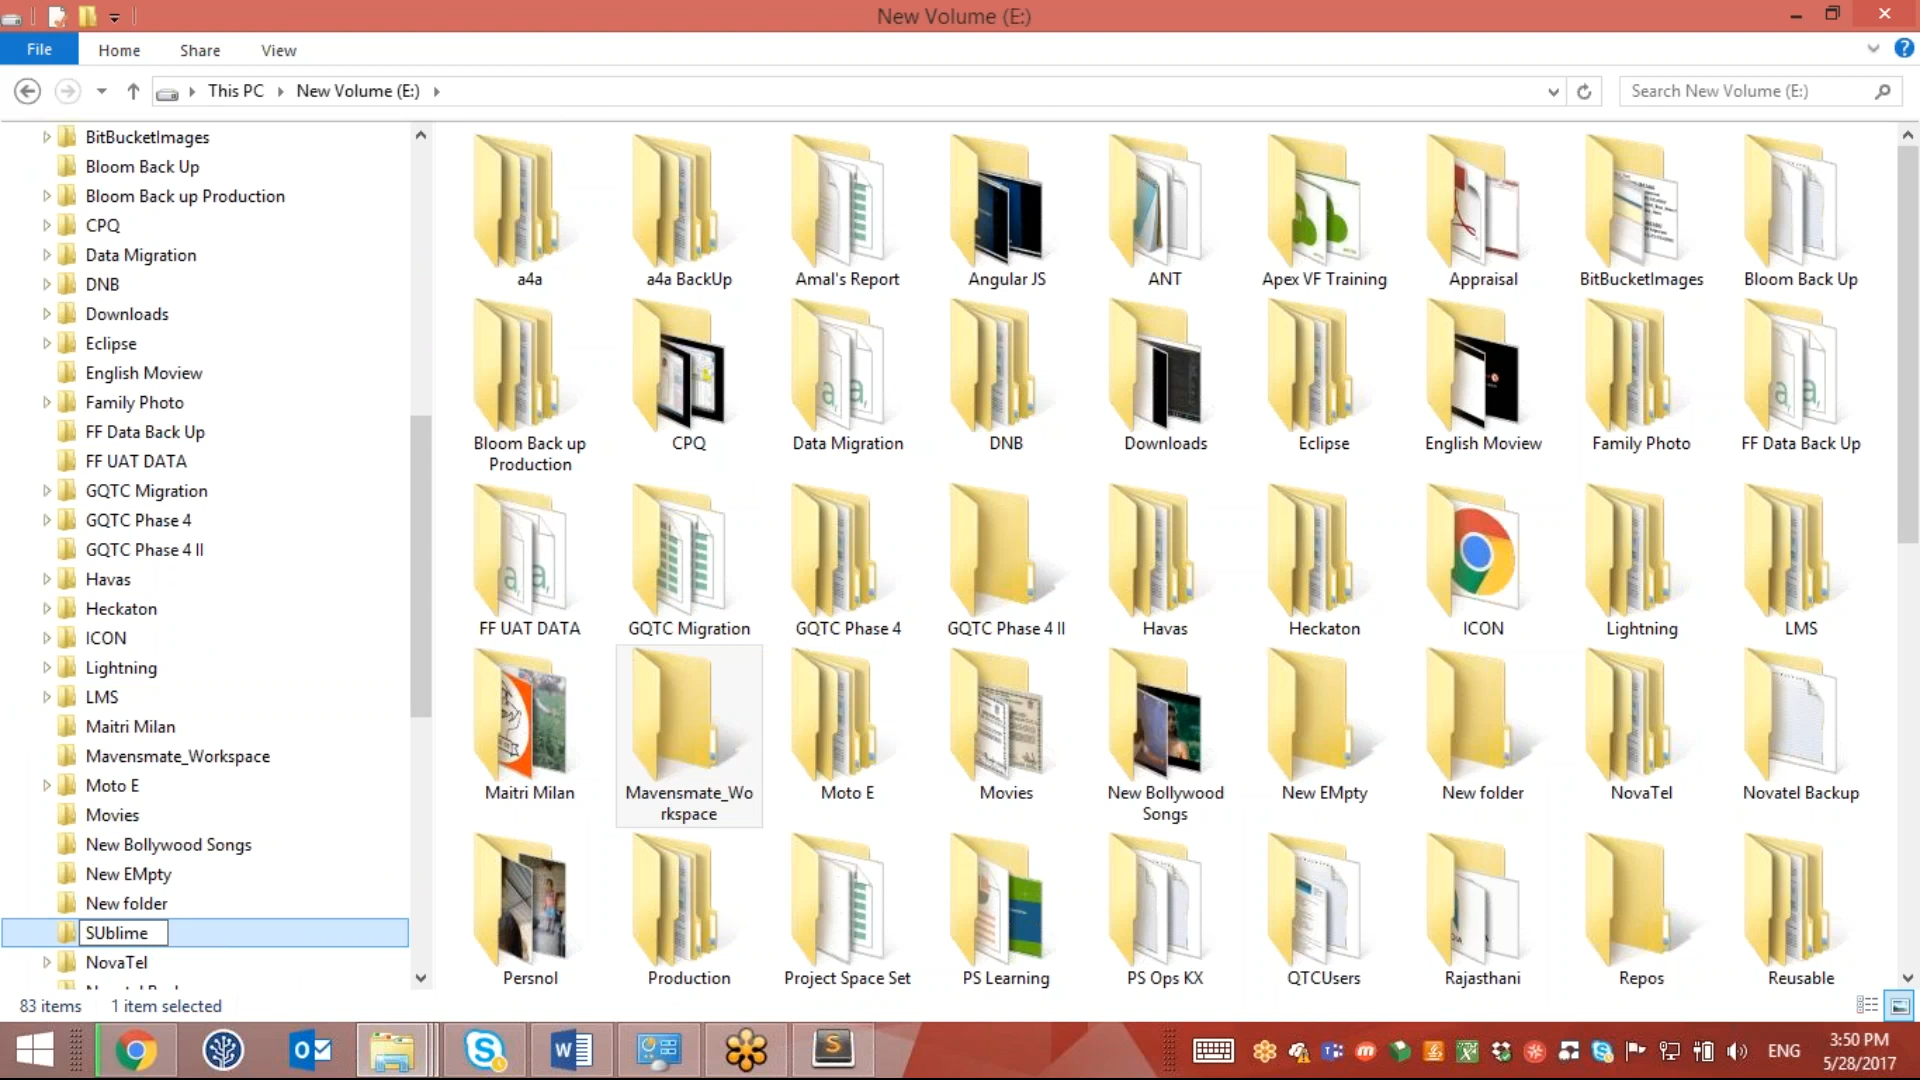 New Volume (E:)
File Home Share View
This PC New Volume (E:)
Search New Volume (E:)
BitBucketImages
Bloom Back Up
Bloom Back up Production
CPQ
Data Migration
DNB
Downloads
Eclipse
English Moview
Family Photo
FF Data Back Up
FF UAT DATA
GQTC Migration
GQTC Phase 4
GQTC Phase 4 II
Havas
Heckaton
ICON
Lightning
LMS
Maitri Milan
Mavensmate_Workspace
Moto E
Movies
New Bollywood Songs
New EMpty
New folder
SUblime
NovaTel
a4a a4a BackUp Amal's Report Angular JS ANT Apex VF Training Appraisal BitBucketImages Bloom Back Up
Bloom Back up CPQ Data Migration DNB Downloads Eclipse English Moview Family Photo FF Data Back Up
Production
FF UAT DATA GQTC Migration GQTC Phase 4 GQTC Phase 4 II Havas Heckaton ICON Lightning LMS
Maitri Milan Mavensmate_Wo Moto E Movies New Bollywood New EMpty New folder NovaTel Novatel Backup
rkspace Songs
Persnol Production Project Space Set PS Learning PS Ops KX QTCUsers Rajasthani Repos Reusable
83 items 1 item selected
ENG
3:50 PM
5/28/2017